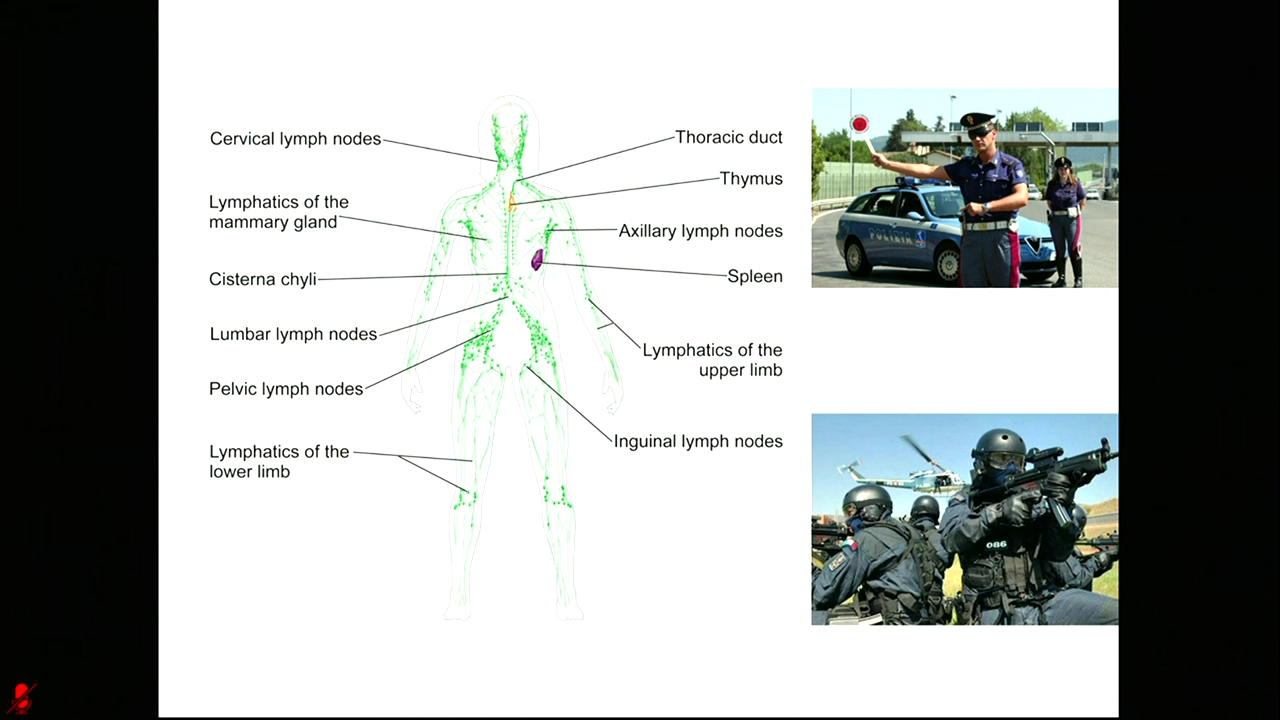 Cervical lymph nodes
Lymphatics of the
mammary gland
Cisterna chyli
Lumbar lymph nodes
Pelvic lymph nodes
Lymphatics of the
lower limb
Thoracic duct
Thymus
Axillary lymph nodes
Spleen
Lymphatics of the
upper limb
Inguinal lymph nodes
POLIZIA
086